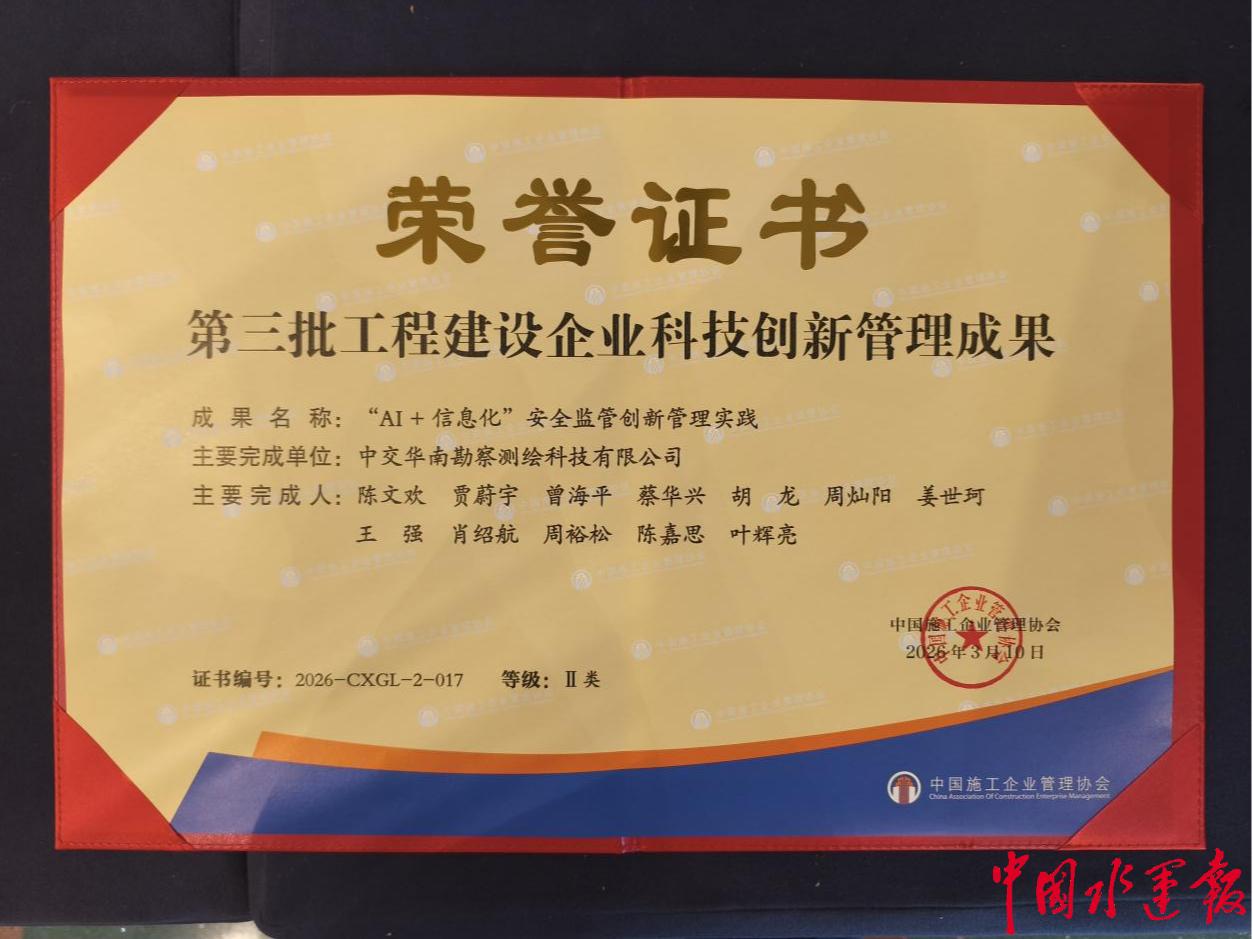 荣誉证书
第三批工程建设企业科技创新管理成果
成果名称：“AI + 信息化”安全监管创新管理实践
主要完成单位：中交华南勘察测绘科技有限公司
主要完成人：陈文欢 贾蔚宇 曾海平 蔡华兴 胡 龙 周灿阳 姜世珂
王 强 肖绍航 周裕松 陈嘉思 叶辉亮
中国施工企业管理协会
2026年3月10日
证书编号：2026-CXGL-2-017 等级：Ⅱ类
中国施工企业管理协会
China Association Of Construction Enterprise Management
中国水运报